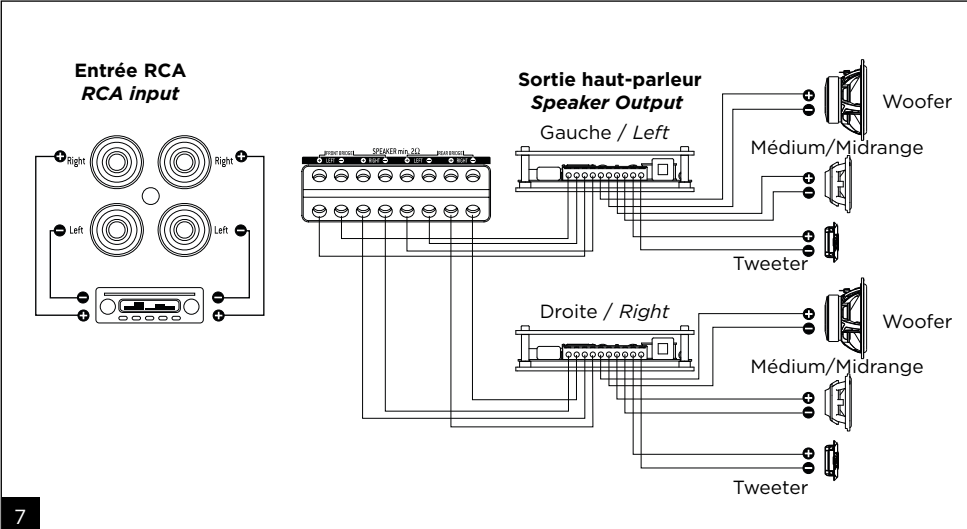 Entrée RCA
RCA input
Right
Right
Left
Left
FRONT BRIDGE
SPEAKER min. 2Ω
REAR BRIDGE
+ LEFT − + RIGHT − + LEFT − + RIGHT −
Sortie haut-parleur
Speaker Output
Gauche / Left
Woofer
Médium/Midrange
Tweeter
Droite / Right
Woofer
Médium/Midrange
Tweeter
7